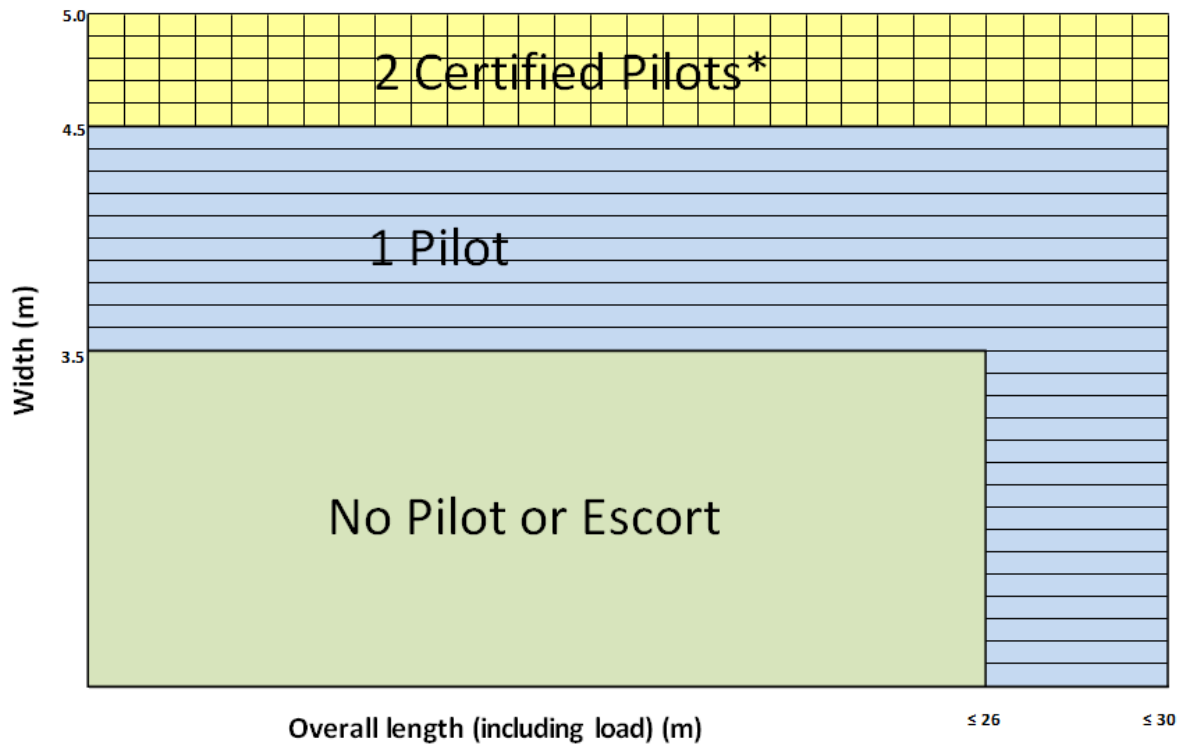 5.0
2 Certified Pilots*
4.5
1 Pilot
3.5
Width (m)
No Pilot or Escort
≤ 26
≤ 30
Overall length (including load) (m)